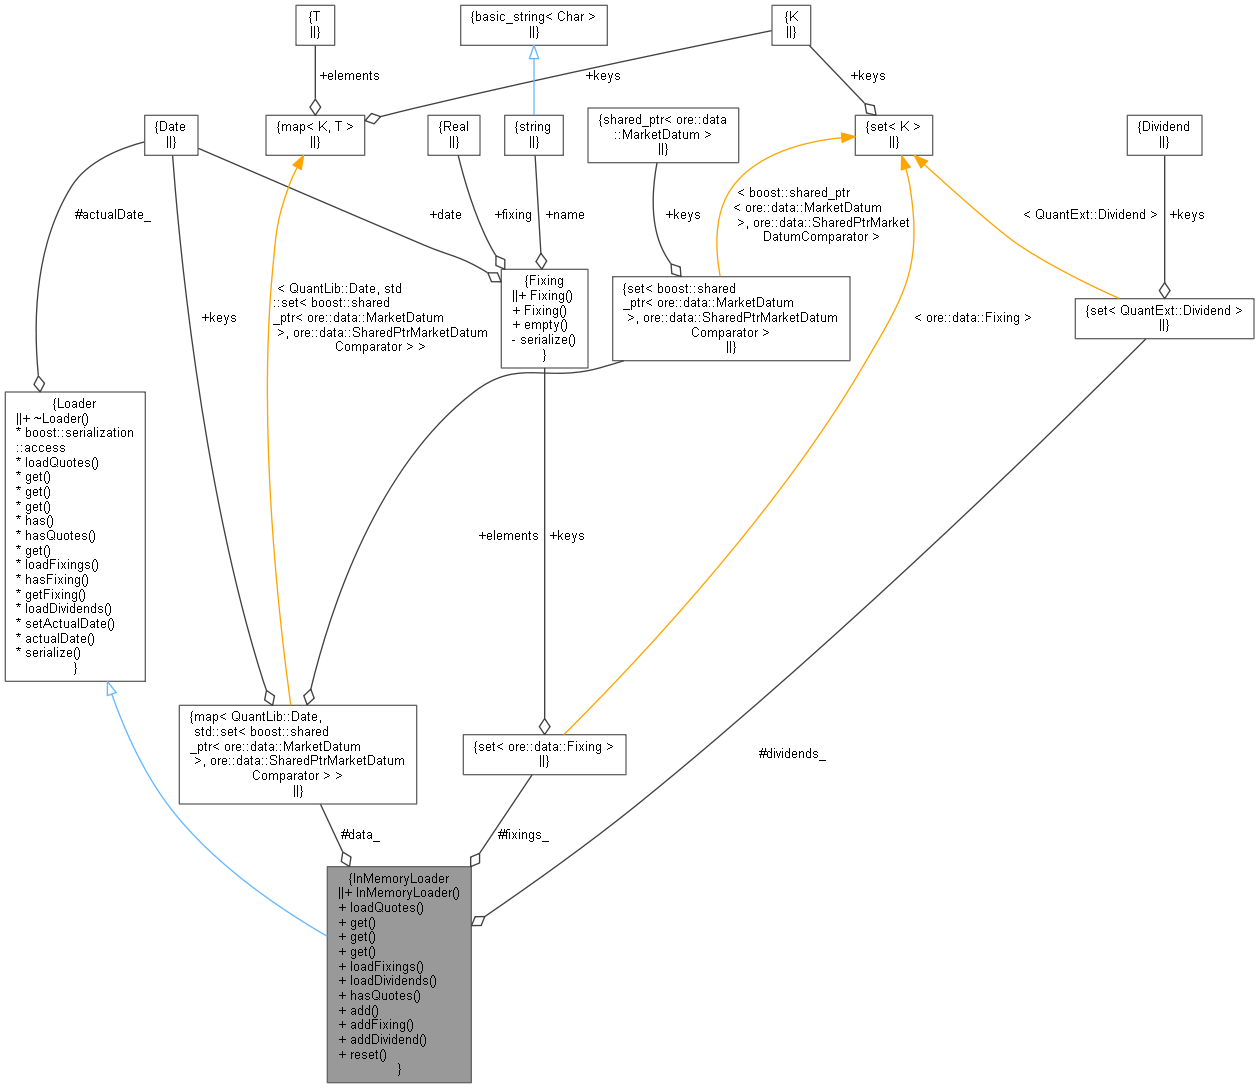 {T
||}
{basic_string< Char >
||}
{K
||}
+elements
+keys
+keys
{Date
||}
{map< K, T >
||}
{Real
||}
{string
||}
{shared_ptr< ore::data
::MarketDatum >
||}
{set< K >
||}
{Dividend
||}
#actualDate_
+date
+fixing
+name
+keys
< boost::shared_ptr
< ore::data::MarketDatum
>, ore::data::SharedPtrMarket
DatumComparator >
< QuantExt::Dividend >
+keys
{Fixing
||+ Fixing()
+ Fixing()
+ empty()
- serialize()
}
{set< boost::shared
_ptr< ore::data::MarketDatum
>, ore::data::SharedPtrMarketDatum
Comparator >
||}
{set< QuantExt::Dividend >
||}
+keys
< QuantLib::Date, std
::set< boost::shared
_ptr< ore::data::MarketDatum
>, ore::data::SharedPtrMarketDatum
Comparator > >
< ore::data::Fixing >
{Loader
||+ ~Loader()
* boost::serialization
::access
* loadQuotes()
* get()
* get()
* get()
* has()
* hasQuotes()
* get()
* loadFixings()
* hasFixing()
* getFixing()
* loadDividends()
* setActualDate()
* actualDate()
* serialize()
}
+elements
+keys
{map< QuantLib::Date,
std::set< boost::shared
_ptr< ore::data::MarketDatum
>, ore::data::SharedPtrMarketDatum
Comparator > >
||}
{set< ore::data::Fixing >
||}
#dividends_
#data_
#fixings_
{InMemoryLoader
||+ InMemoryLoader()
+ loadQuotes()
+ get()
+ get()
+ get()
+ loadFixings()
+ loadDividends()
+ hasQuotes()
+ add()
+ addFixing()
+ addDividend()
+ reset()
}